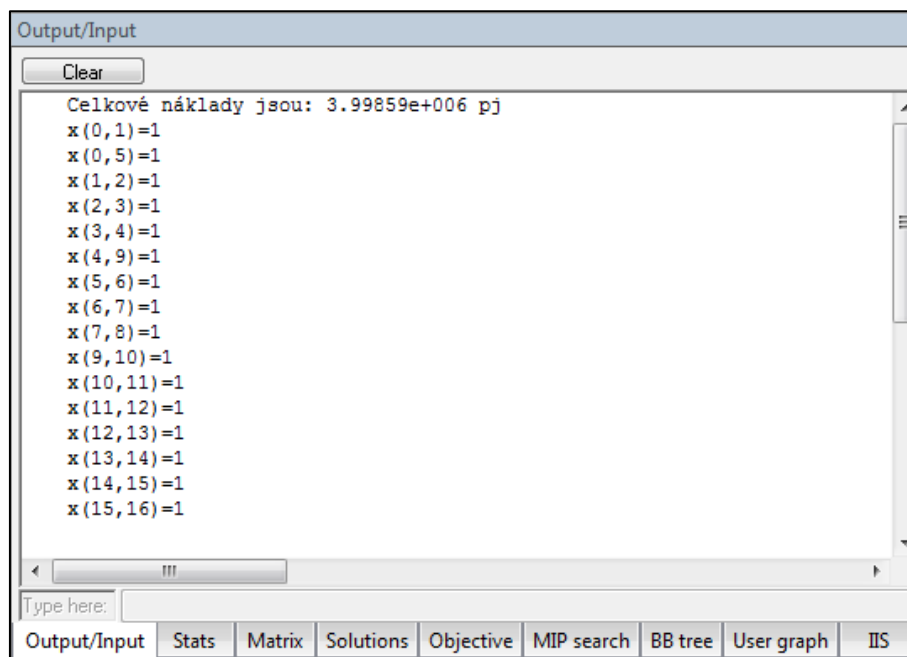 Output/Input
Clear
Celkové náklady jsou: 3.99859e+006 pj
x(0,1)=1
x(0,5)=1
x(1,2)=1
x(2,3)=1
x(3,4)=1
x(4,9)=1
x(5,6)=1
x(6,7)=1
x(7,8)=1
x(9,10)=1
x(10,11)=1
x(11,12)=1
x(12,13)=1
x(13,14)=1
x(14,15)=1
x(15,16)=1
Type here:
Output/Input Stats Matrix Solutions Objective MIP search BB tree User graph IIS